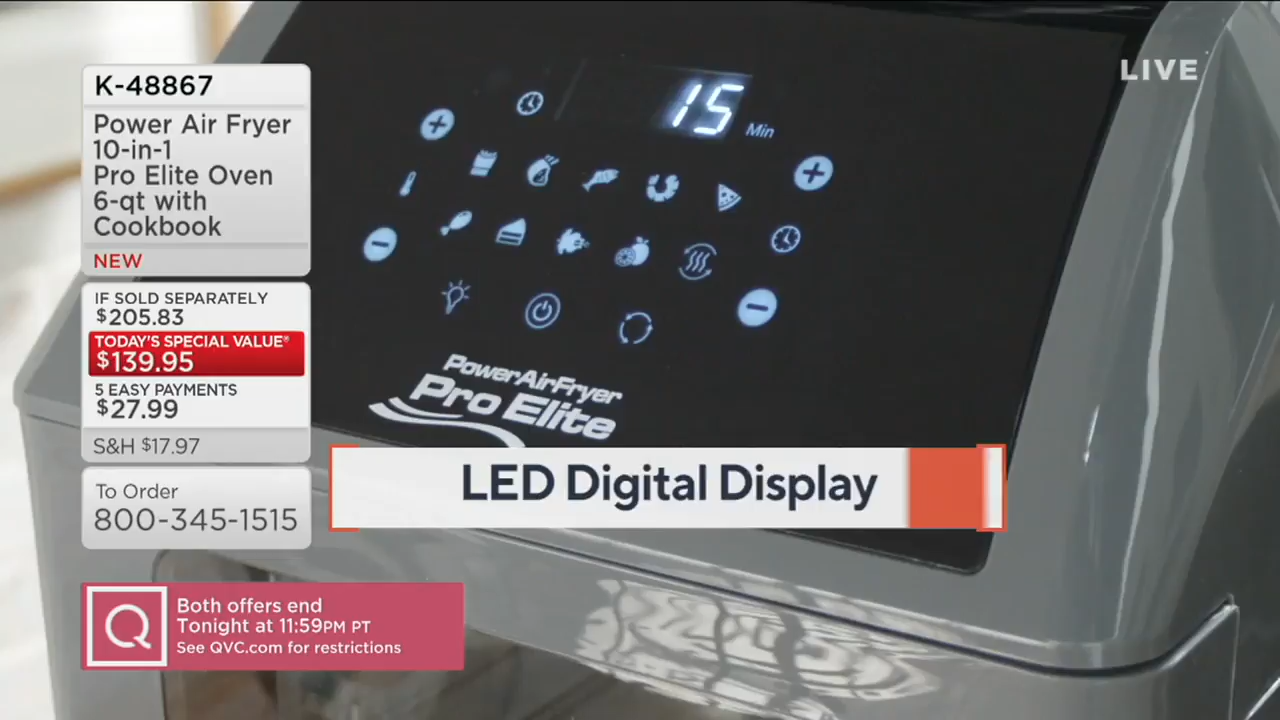 K-48867
Power Air Fryer
10-in-1
Pro Elite Oven
6-qt with
Cookbook
NEW
IF SOLD SEPARATELY
$205.83
TODAY'S SPECIAL VALUE®
$139.95
5 EASY PAYMENTS
$27.99
S&H $17.97
To Order
800-345-1515
Q
Both offers end
Tonight at 11:59PM PT
See QVC.com for restrictions
LIVE
15 Min
PowerAirFryer
Pro Elite
LED Digital Display